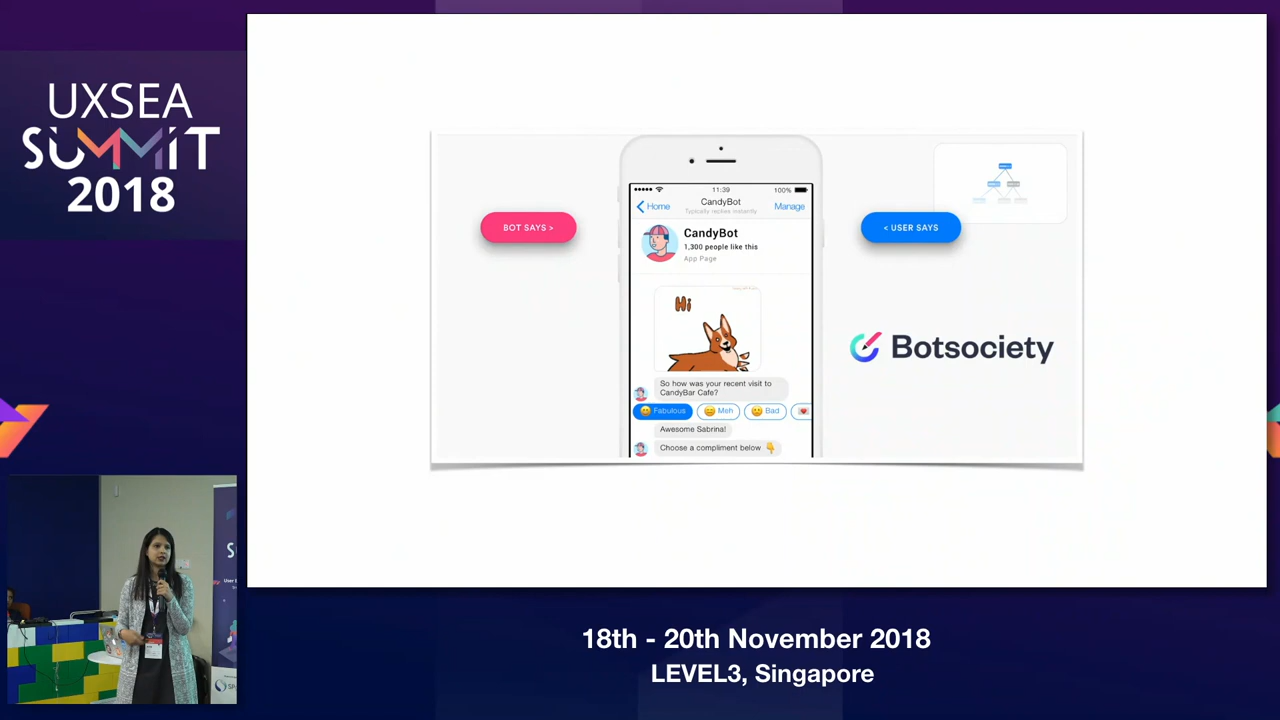 UXSEA
SUMMIT
2018
BOT SAYS >
11:39
100%
Home
CandyBot
Typically replies instantly
Manage
CandyBot
1,300 people like this
App Page
< USER SAYS
Hi
Botsociety
So how was your recent visit to
CandyBar Cafe?
Fabulous
Meh
Bad
Awesome Sabrina!
Choose a compliment below
18th - 20th November 2018
LEVEL3, Singapore